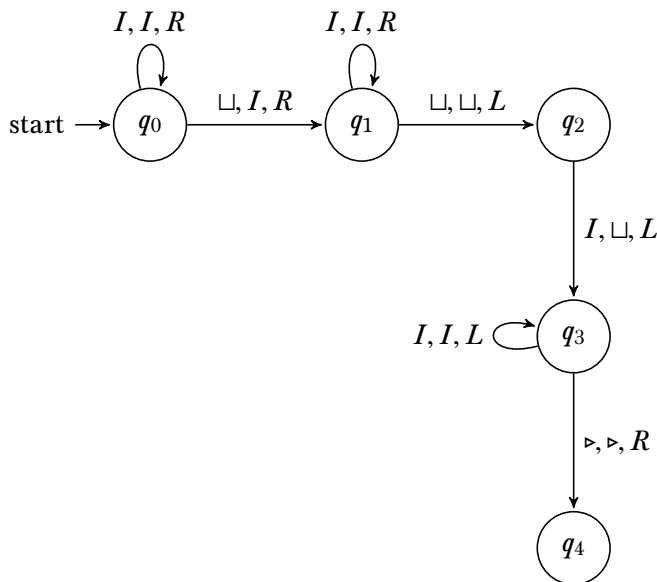 I, I, R I, I, R
start q₀ ⊔, I, R q₁ ⊔, ⊔, L q₂
I, ⊔, L
I, I, L q₃
▹, ▹, R
q₄